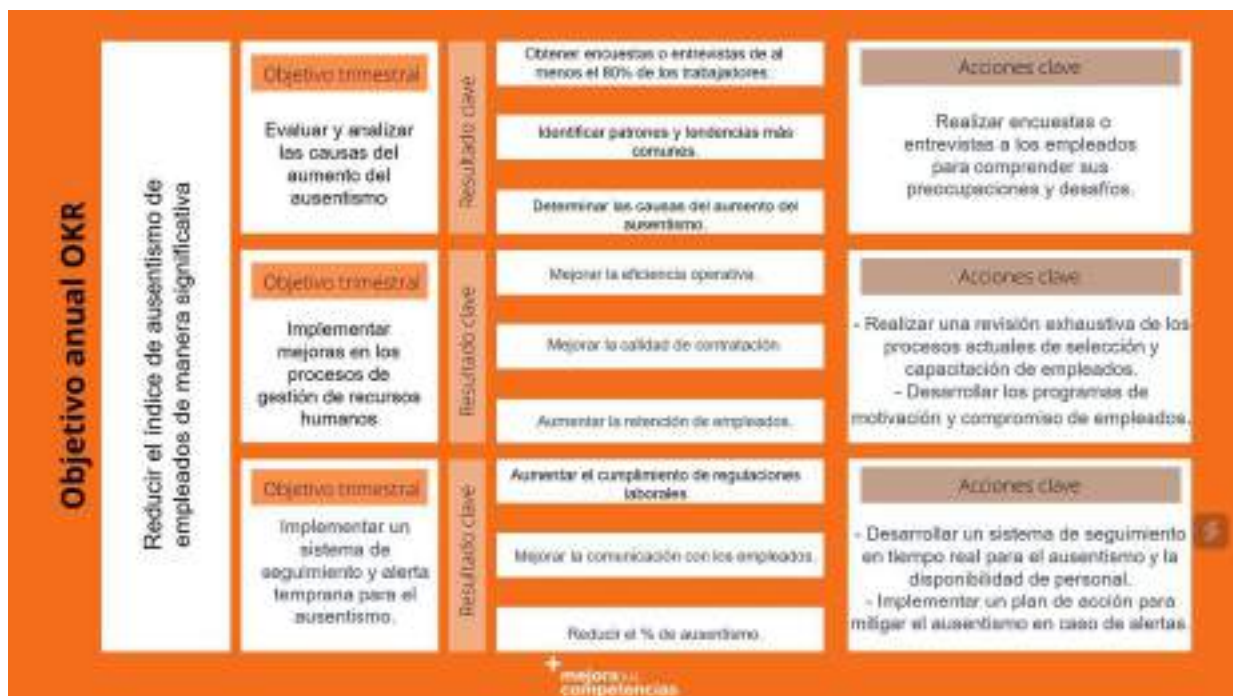 Objetivo anual OKR
Reducir el índice de ausentismo de
empleados de manera significativa
Objetivo trimestral
Evaluar y analizar
las causas del
aumento del
ausentismo
Resultado clave
Obtener encuestas o entrevistas de al
menos el 80% de los trabajadores.
Identificar patrones y tendencias más
comunes.
Determinar las causas del aumento del
ausentismo.
Acciones clave
Realizar encuestas o
entrevistas a los empleados
para comprender sus
preocupaciones y desafíos.
Objetivo trimestral
Implementar
mejoras en los
procesos de
gestión de recursos
humanos
Resultado clave
Mejorar la eficiencia operativa.
Mejorar la calidad de contratación
Aumentar la retención de empleados.
Acciones clave
- Realizar una revisión exhaustiva de los
procesos actuales de selección y
capacitación de empleados.
- Desarrollar los programas de
motivación y compromiso de empleados.
Objetivo trimestral
Implementar un
sistema de
seguimiento y alerta
temprana para el
ausentismo.
Resultado clave
Aumentar el cumplimiento de regulaciones
laborales
Mejorar la comunicación con los empleados.
Reducir el % de ausentismo.
Acciones clave
- Desarrollar un sistema de seguimiento
en tiempo real para el ausentismo y la
disponibilidad de personal.
- Implementar un plan de acción para
mitigar el ausentismo en caso de alertas.
mejora
competencias